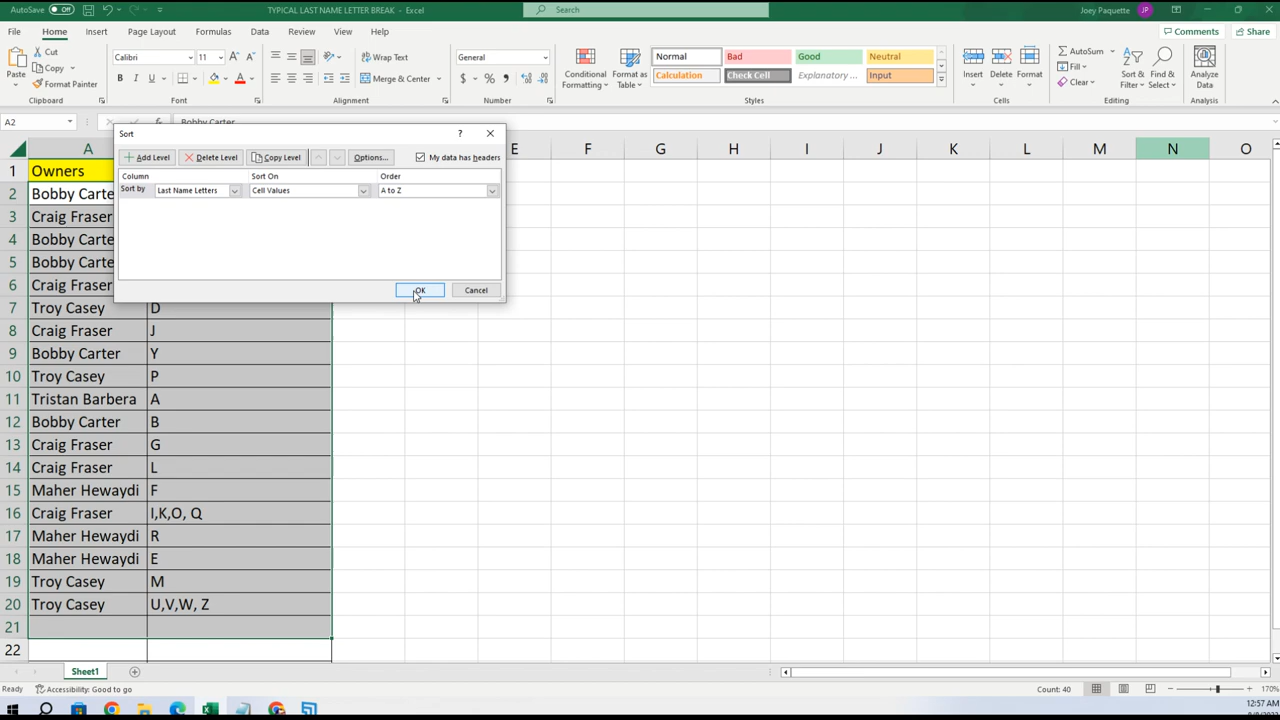 AutoSave Off TYPICAL LAST NAME LETTER BREAK - Excel Search Joey Paquette JP
File Home Insert Page Layout Formulas Data Review View Help Comments Share
Cut
Copy
Format Painter
Paste
Calibri 11
B I U
Wrap Text
Merge & Center
General
$ % ,
Conditional Formatting
Format as Table
Normal Bad Good Neutral
Calculation Check Cell Explanatory ... Input
Insert Delete Format
AutoSum
Fill
Clear
Sort & Filter
Find & Select
Analyze Data
Clipboard Font Alignment Number Styles Cells Editing Analysis
A2 Bobby Carter
Sort ?
Add Level Delete Level Copy Level Options... My data has headers
Column Sort On Order
Sort by Last Name Letters Cell Values A to Z
OK Cancel
A E F G H I J K L M N O
1 Owners
2 Bobby Carte
3 Craig Fraser
4 Bobby Carte
5 Bobby Carte
6 Craig Fraser
7 Troy Casey D
8 Craig Fraser J
9 Bobby Carter Y
10 Troy Casey P
11 Tristan Barbera A
12 Bobby Carter B
13 Craig Fraser G
14 Craig Fraser L
15 Maher Hewaydi F
16 Craig Fraser I,K,O, Q
17 Maher Hewaydi R
18 Maher Hewaydi E
19 Troy Casey M
20 Troy Casey U,V,W, Z
21
22
Sheet1
Ready Accessibility: Good to go Count: 40 170%
12:57 AM